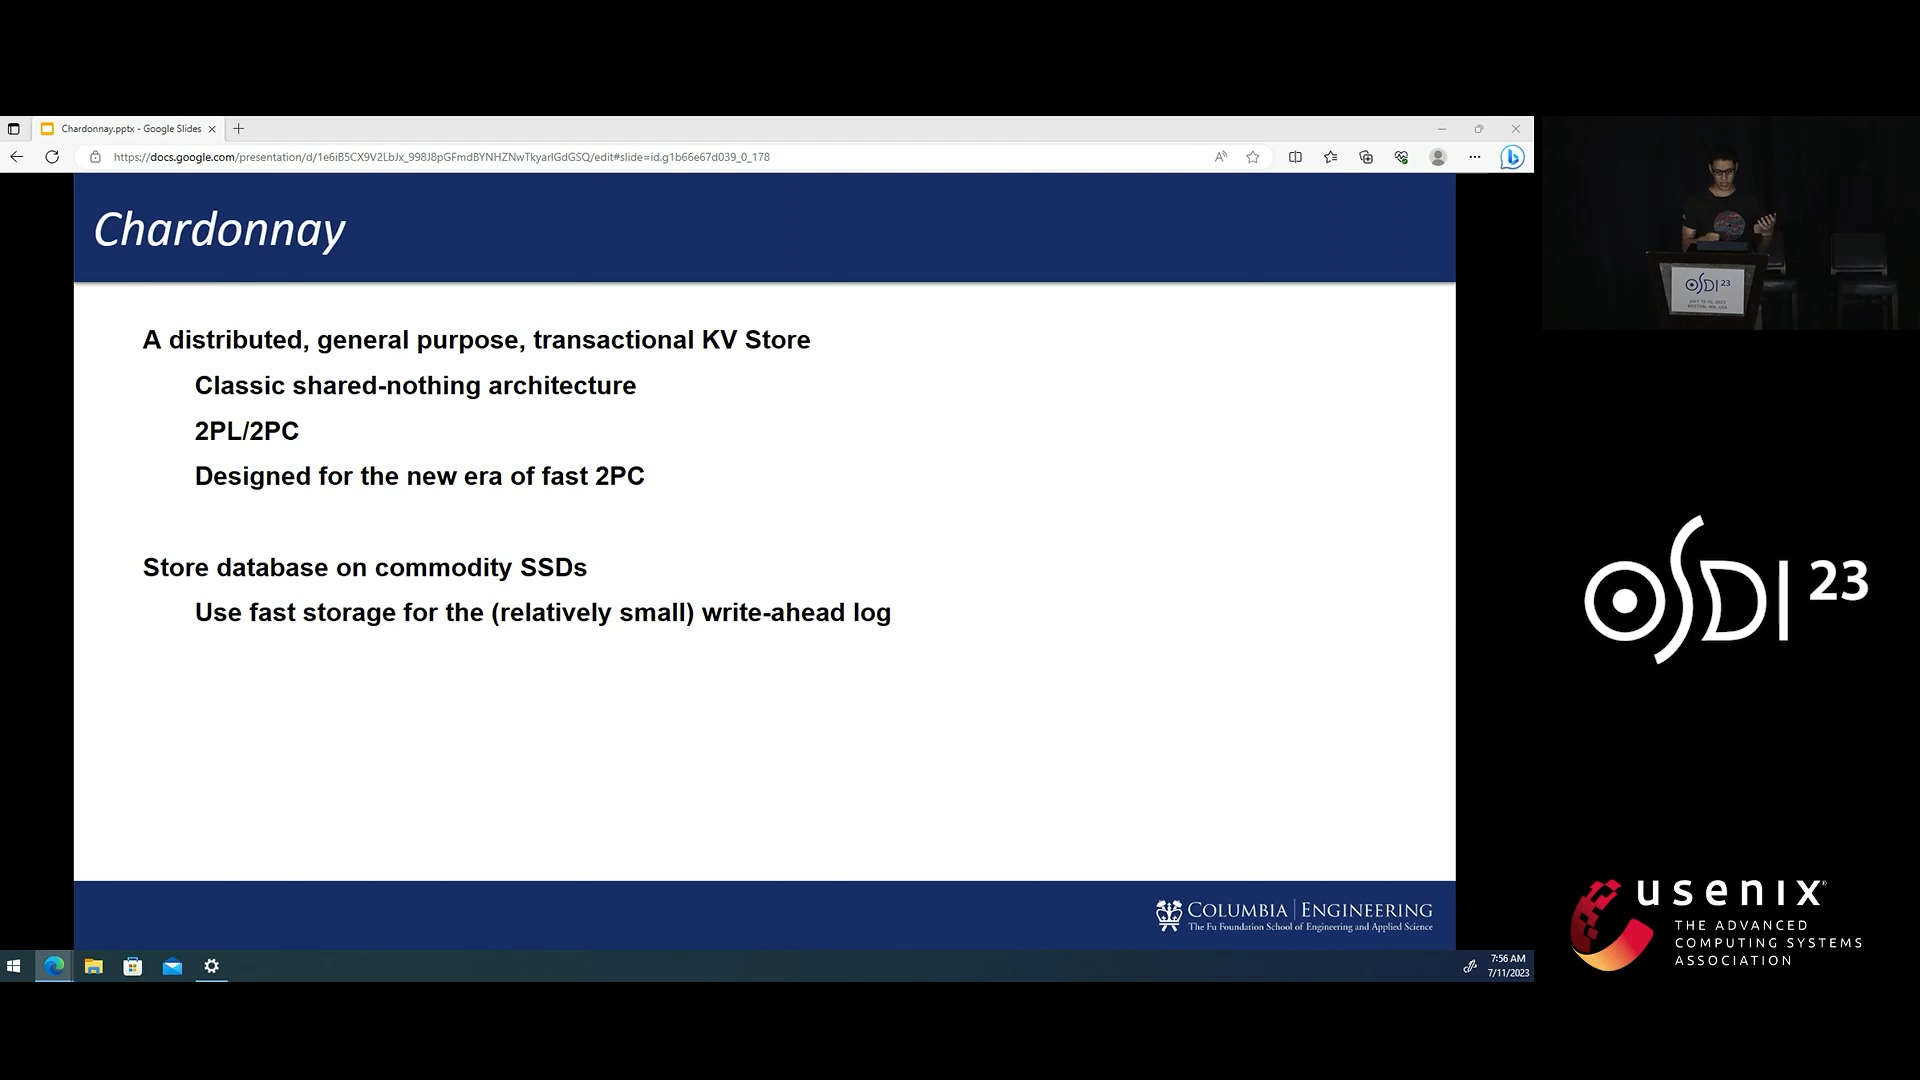 Chardonnay.pptx - Google Slides
https://docs.google.com/presentation/d/1e6iB5CX9V2LbJx_998J8pGFmdBYNHZNwTkyarIGdGSQ/edit#slide=id.g1b66e67d039_0_178
Chardonnay
A distributed, general purpose, transactional KV Store
Classic shared-nothing architecture
2PL/2PC
Designed for the new era of fast 2PC
Store database on commodity SSDs
Use fast storage for the (relatively small) write-ahead log
COLUMBIA | ENGINEERING
The Fu Foundation School of Engineering and Applied Science
7:56 AM
7/11/2023
OSDI 23
OSDI 23
usenix
THE ADVANCED
COMPUTING SYSTEMS
ASSOCIATION